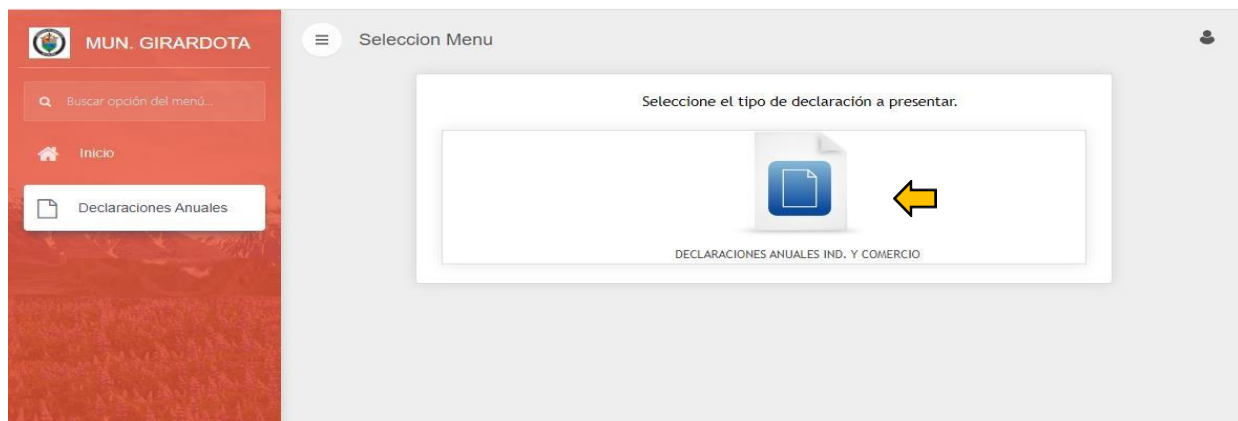 MUN. GIRARDOTA
Seleccion Menu
Buscar opción del menú...
Inicio
Declaraciones Anuales
Seleccione el tipo de declaración a presentar.
DECLARACIONES ANUALES IND. Y COMERCIO